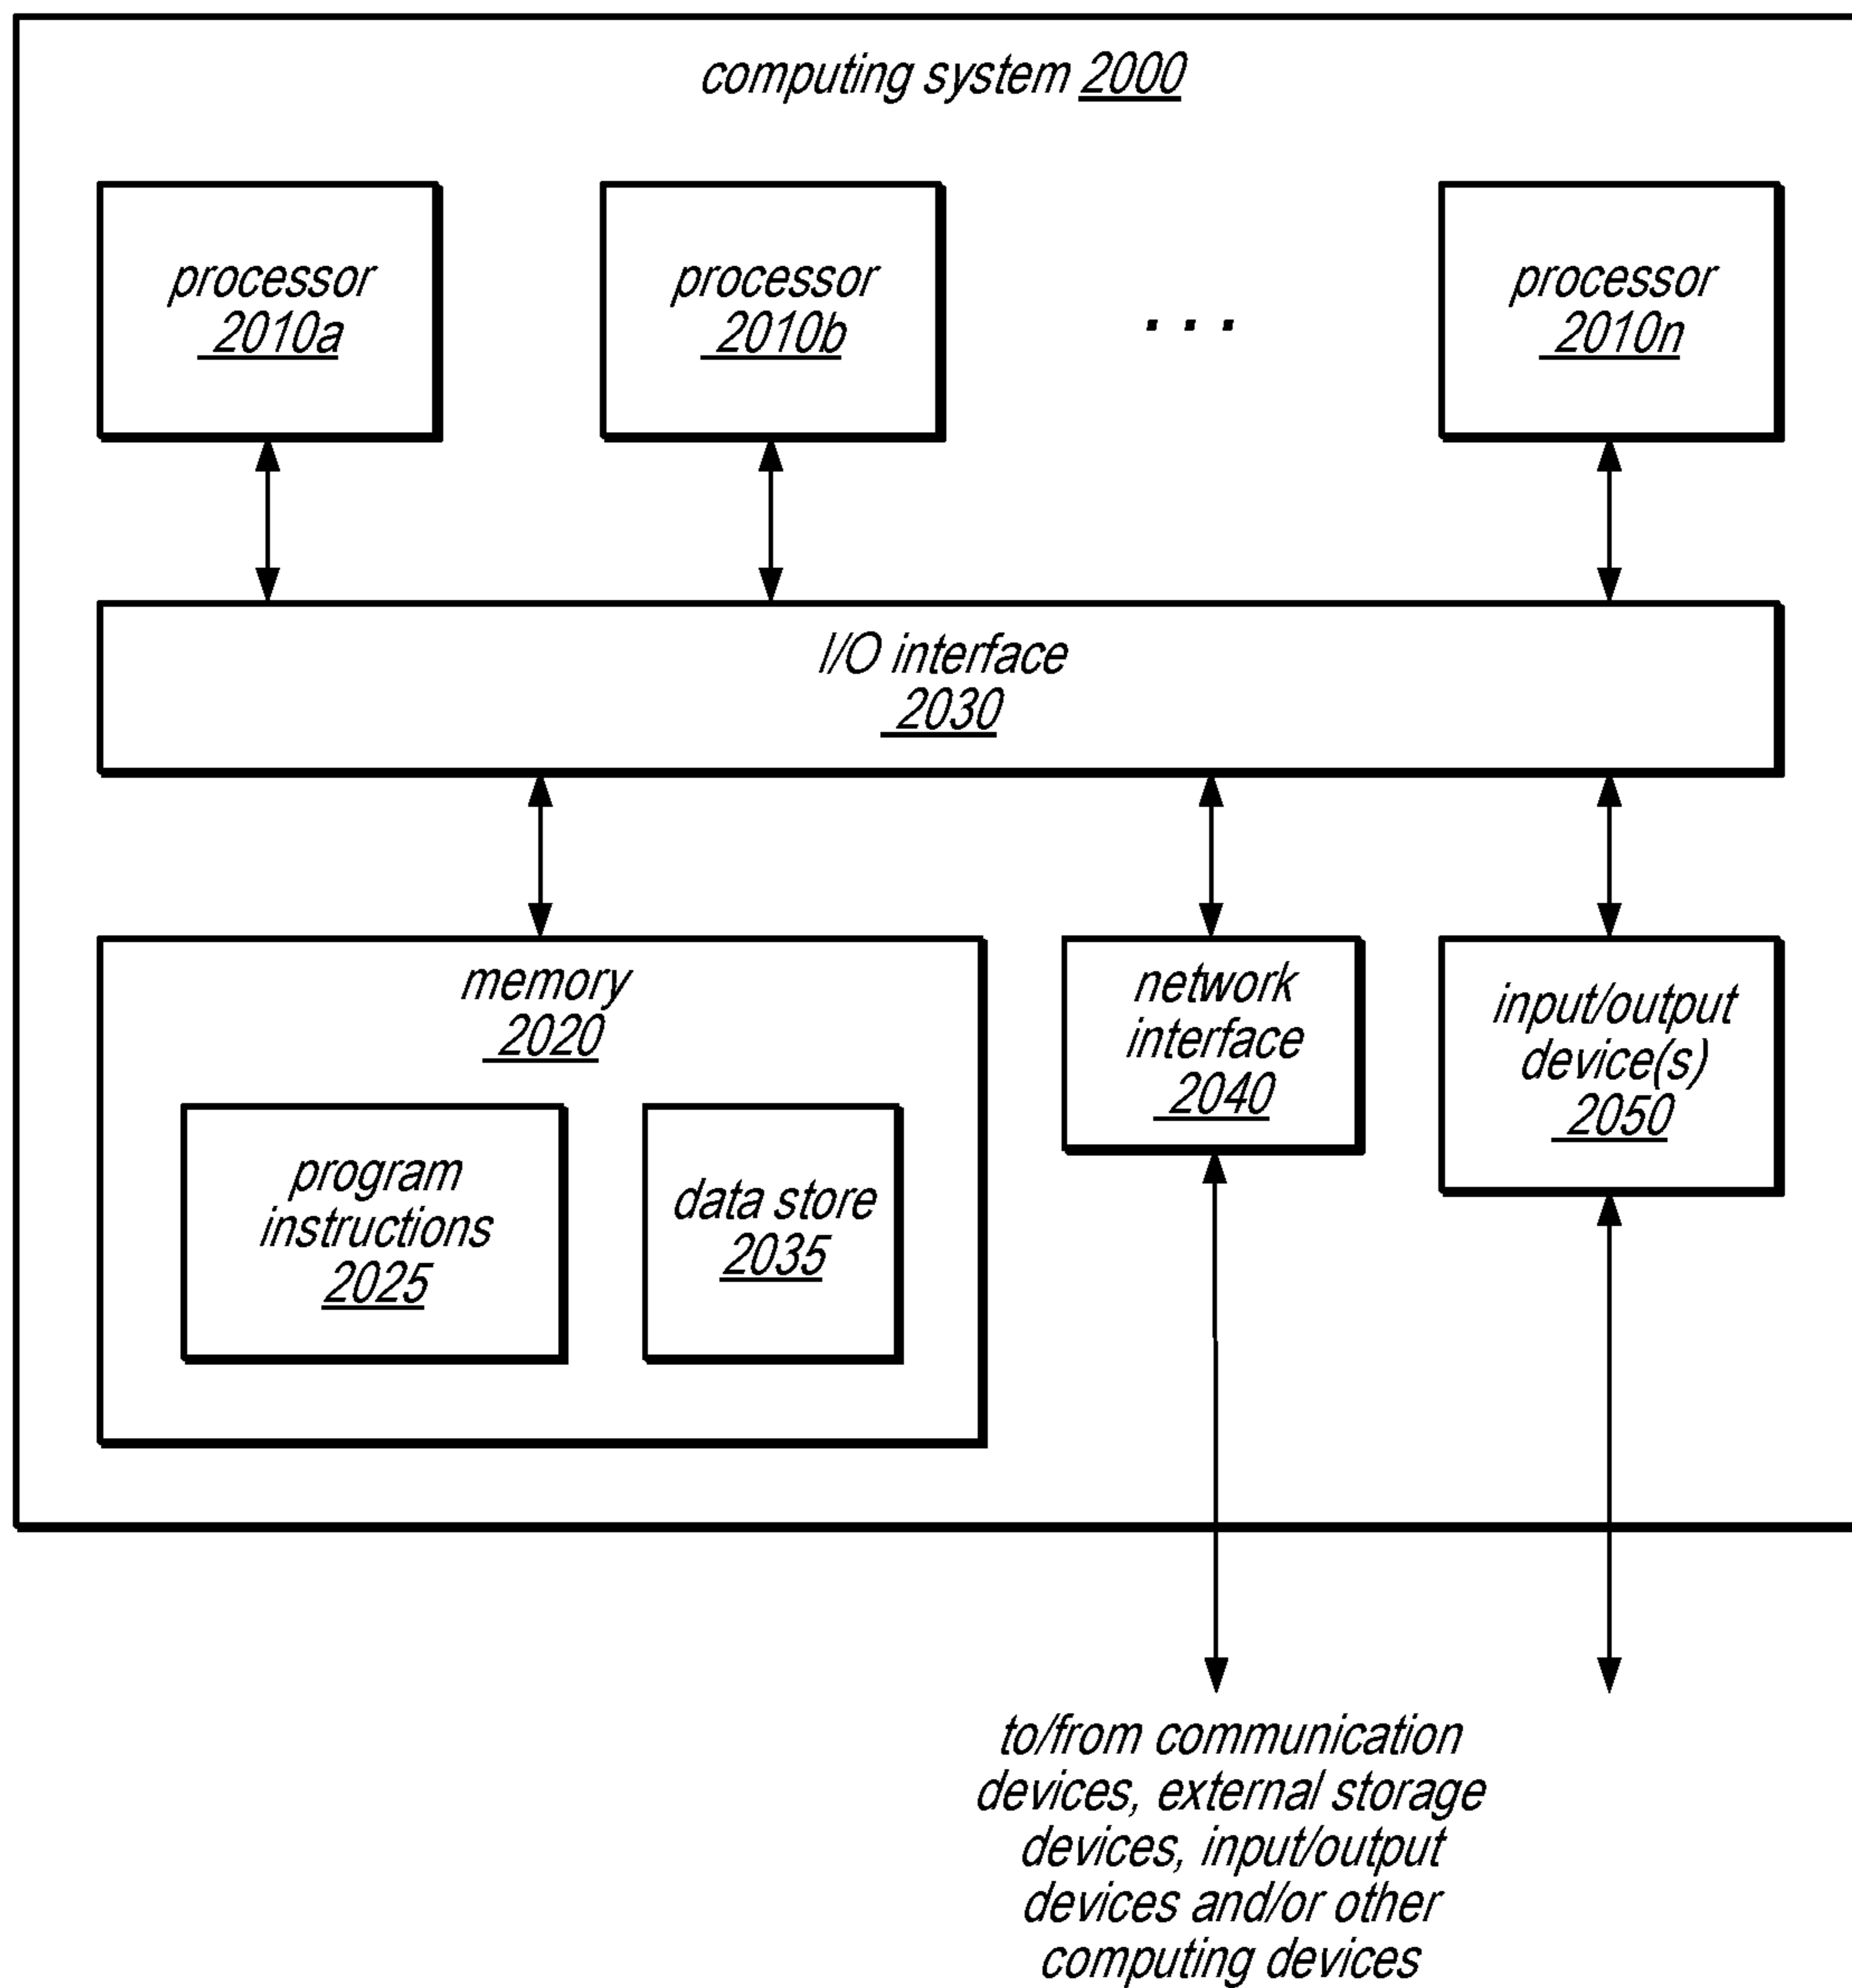 computing system 2000
processor
2010a
processor
2010b
. . .
processor
2010n
I/O interface
2030
memory
2020
program
instructions
2025
data store
2035
network
interface
2040
input/output
device(s)
2050
to/from communication
devices, external storage
devices, input/output
devices and/or other
computing devices